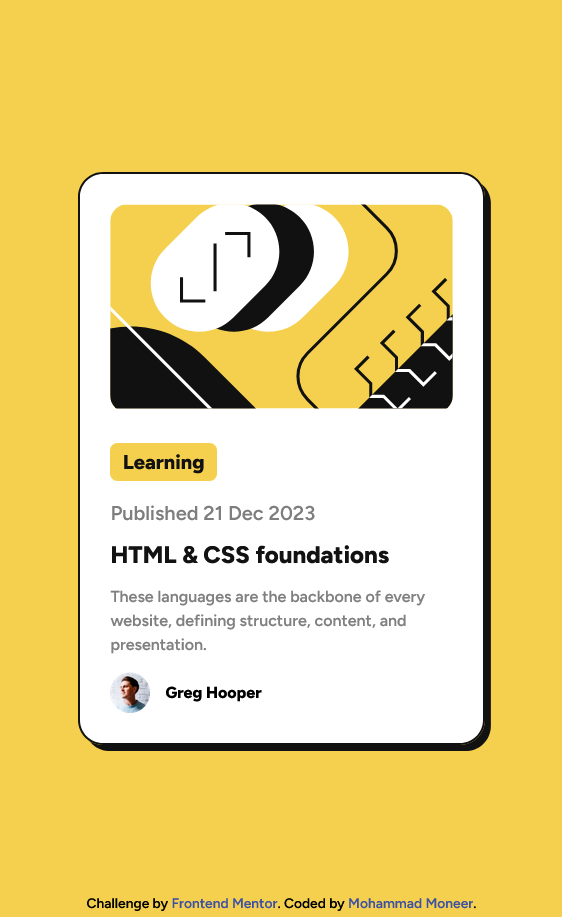 Learning
Published 21 Dec 2023
HTML & CSS foundations
These languages are the backbone of every
website, defining structure, content, and
presentation.
Greg Hooper
Challenge by Frontend Mentor. Coded by Mohammad Moneer.